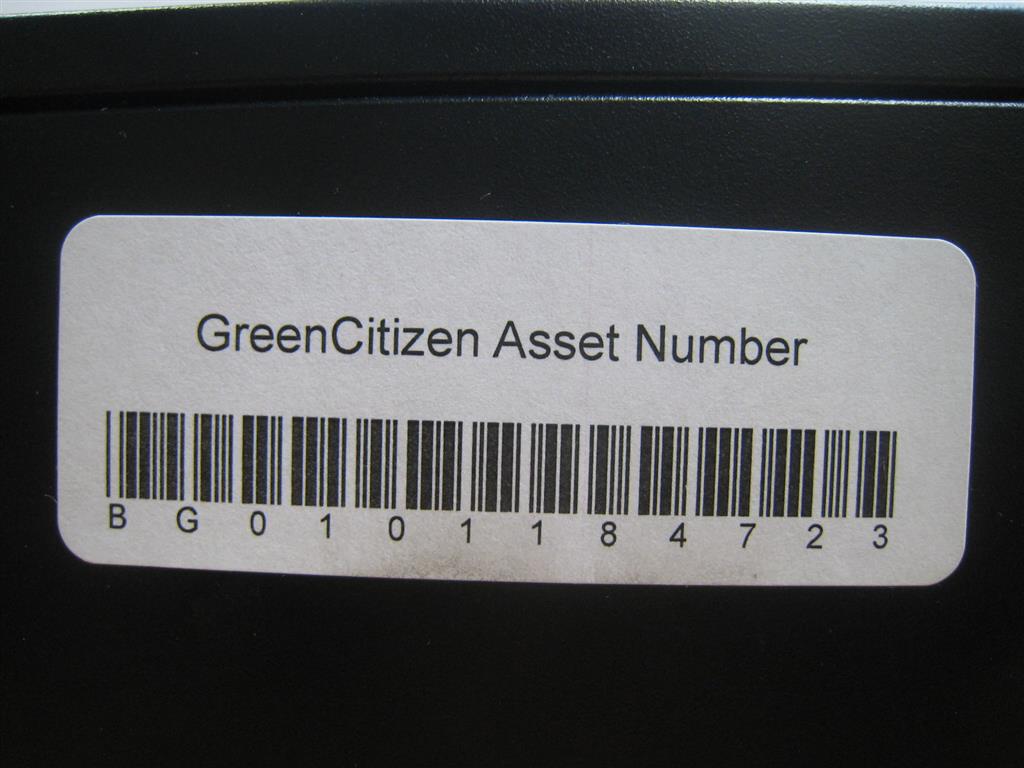 GreenCitizen Asset Number
B G 0 1 0 1 1 8 4 7 2 3